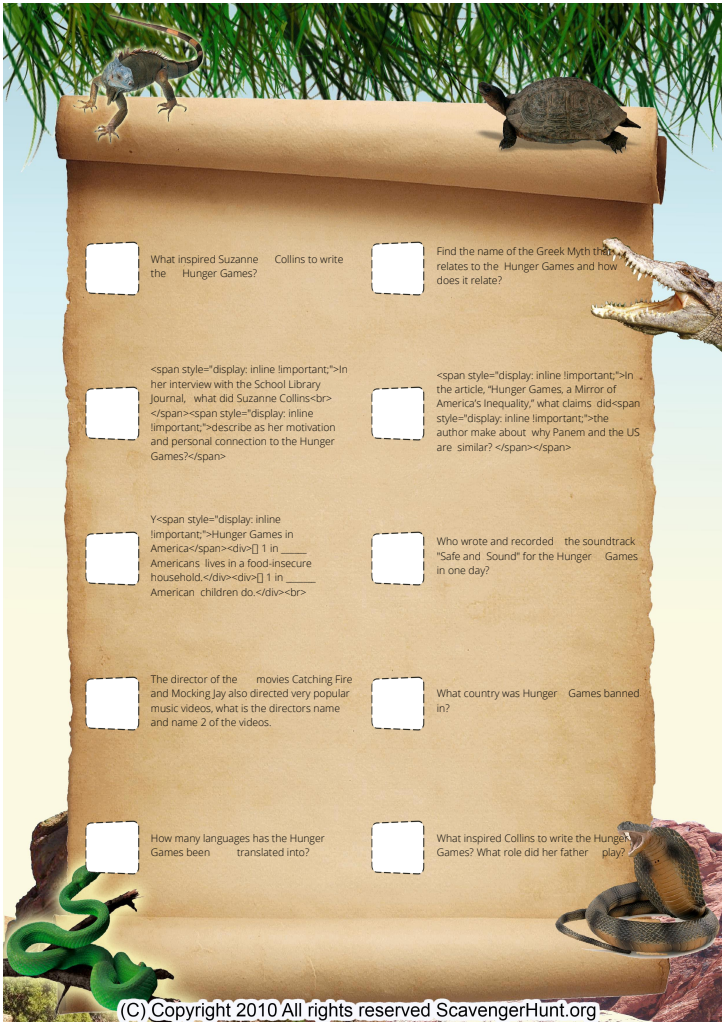 What inspired Suzanne Collins to write
the Hunger Games?
Find the name of the Greek Myth that
relates to the Hunger Games and how
does it relate?
<span style="display: inline !important;">In
her interview with the School Library
Journal, what did Suzanne Collins<br>
</span><span style="display: inline
!important;">describe as her motivation
and personal connection to the Hunger
Games?</span>
<span style="display: inline !important;">In
the article, “Hunger Games, a Mirror of
America’s Inequality,” what claims did<span
style="display: inline !important;">the
author make about why Panem and the US
are similar? </span></span>
Y<span style="display: inline
!important;">Hunger Games in
America</span><div>[] 1 in ______
Americans lives in a food-insecure
household.</div><div>[] 1 in ______
American children do.</div><br>
Who wrote and recorded the soundtrack
"Safe and Sound" for the Hunger Games
in one day?
The director of the movies Catching Fire
and Mocking Jay also directed very popular
music videos, what is the directors name
and name 2 of the videos.
What country was Hunger Games banned
in?
How many languages has the Hunger
Games been translated into?
What inspired Collins to write the Hunger
Games? What role did her father play?
(C) Copyright 2010 All rights reserved ScavengerHunt.org